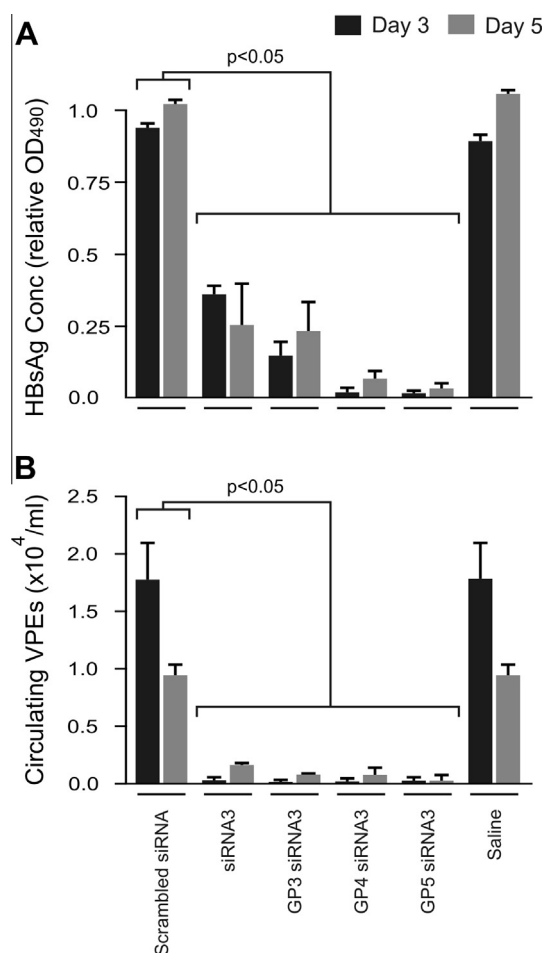 A
Day 3
Day 5
p<0.05
HBsAg Conc (relative OD490)
1.0
0.75
0.5
0.25
0.0
B
p<0.05
Circulating VPEs (x10^4/ml)
2.5
2.0
1.5
1.0
0.5
0.0
Scrambled siRNA
siRNA3
GP3 siRNA3
GP4 siRNA3
GP5 siRNA3
Saline